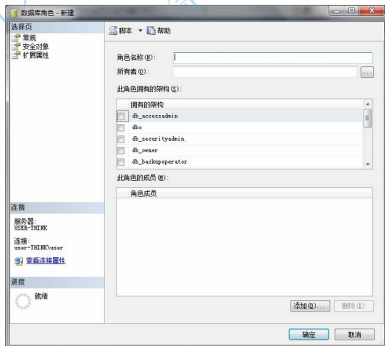 数据库角色 - 新建
选择页
常规
安全对象
扩展属性
脚本
帮助
角色名称(N):
所有者(O):
此角色拥有的架构(S):
拥有的架构
db_accessadmin
dbo
db_securityadmin
db_owner
db_backupoperator
此角色的成员(M):
角色成员
连接
服务器:
USER-THINK
连接:
user-THINK\user
查看连接属性
进度
就绪
添加(D)...
删除(E)
确定
取消